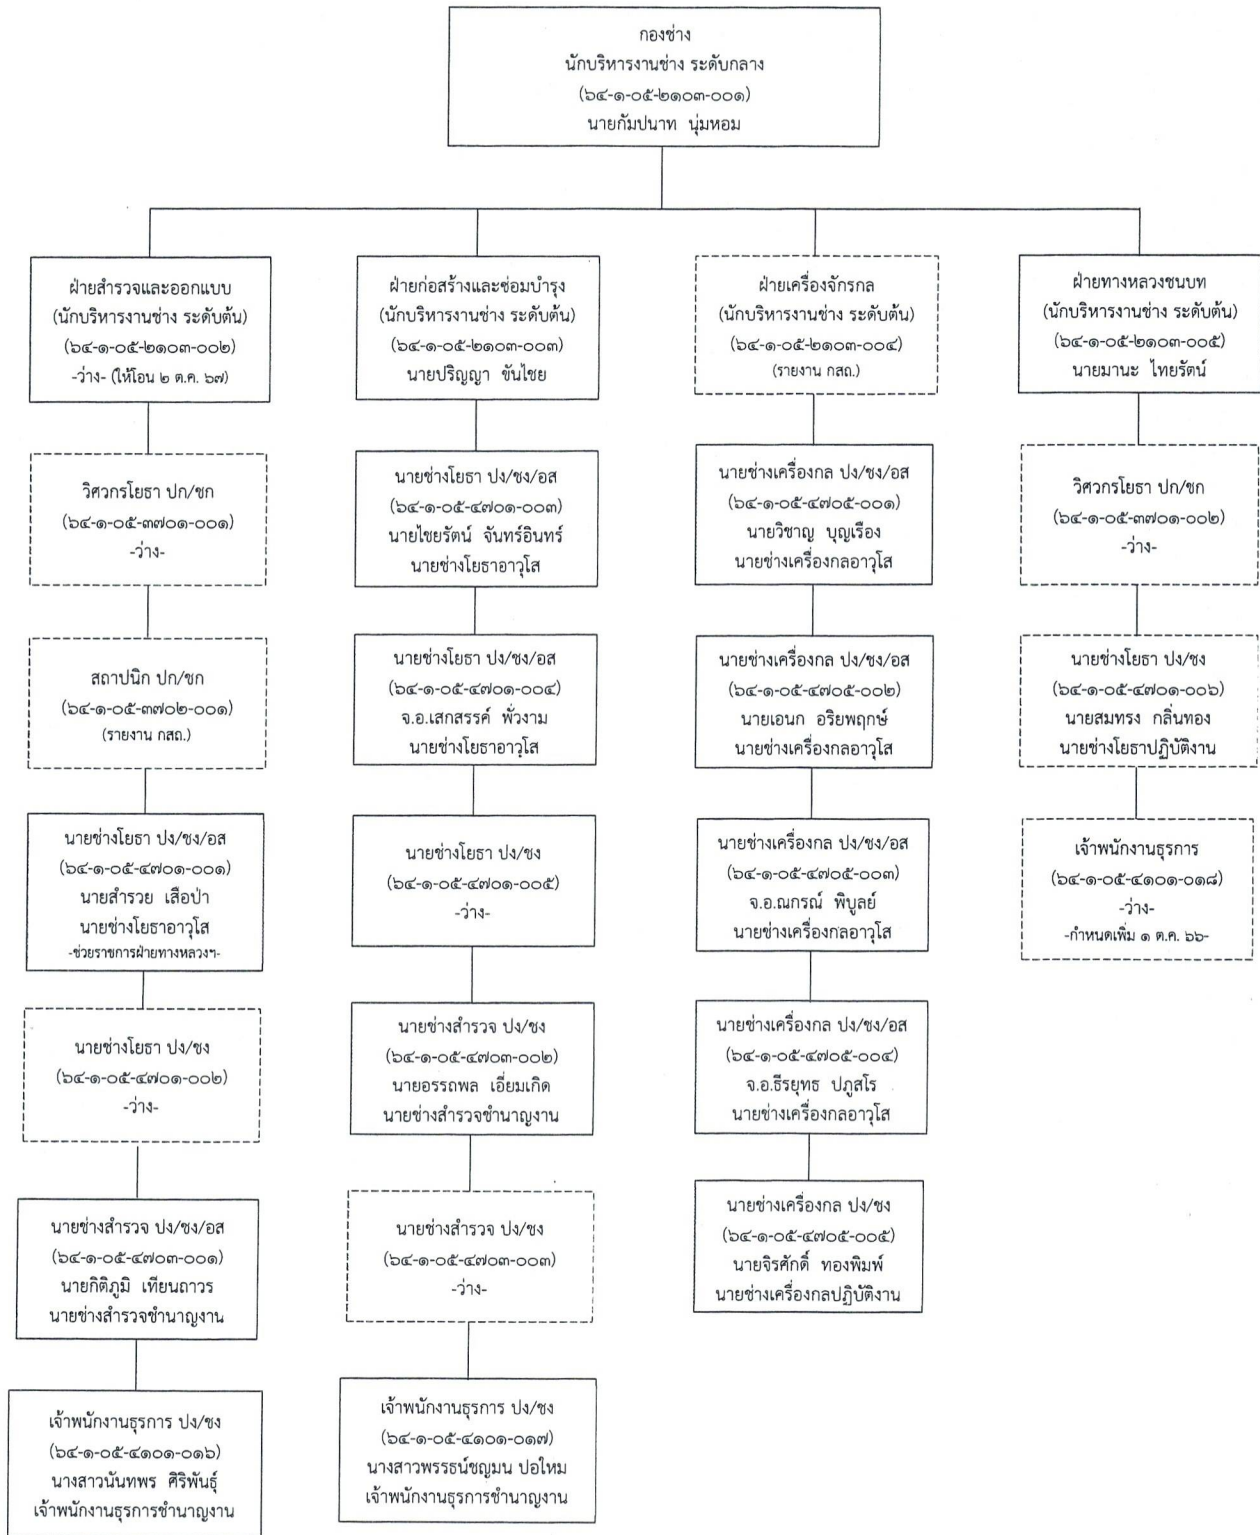 กองช่าง
นักบริหารงานช่าง ระดับกลาง
(๖๔-๑-๐๕-๒๑๐๓-๐๐๑)
นายกัมปนาท นุ่มหอม
ฝ่ายสำรวจและออกแบบ
(นักบริหารงานช่าง ระดับต้น)
(๖๔-๑-๐๕-๒๑๐๓-๐๐๒)
-ว่าง- (ให้โอน ๒ ต.ค. ๖๗)
วิศวกรโยธา ปก/ชก
(๖๔-๑-๐๕-๓๗๐๑-๐๐๑)
-ว่าง-
สถาปนิก ปก/ชก
(๖๔-๑-๐๕-๓๗๐๒-๐๐๑)
(รายงาน กสถ.)
นายช่างโยธา ปง/ชง/อส
(๖๔-๑-๐๕-๔๗๐๑-๐๐๑)
นายสำรวย เสือป่า
นายช่างโยธาอาวุโส
-ช่วยราชการฝ่ายทางหลวงฯ-
นายช่างโยธา ปง/ชง
(๖๔-๑-๐๕-๔๗๐๑-๐๐๒)
-ว่าง-
นายช่างสำรวจ ปง/ชง/อส
(๖๔-๑-๐๕-๔๗๐๓-๐๐๑)
นายกิติภูมิ เทียนถาวร
นายช่างสำรวจชำนาญงาน
เจ้าพนักงานธุรการ ปง/ชง
(๖๔-๑-๐๕-๔๑๐๑-๐๑๖)
นางสาวนันทพร ศิริพันธุ์
เจ้าพนักงานธุรการชำนาญงาน
ฝ่ายก่อสร้างและซ่อมบำรุง
(นักบริหารงานช่าง ระดับต้น)
(๖๔-๑-๐๕-๒๑๐๓-๐๐๓)
นายปริญญา ขันไชย
นายช่างโยธา ปง/ชง/อส
(๖๔-๑-๐๕-๔๗๐๑-๐๐๓)
นายไชยรัตน์ จันทร์อินทร์
นายช่างโยธาอาวุโส
นายช่างโยธา ปง/ชง/อส
(๖๔-๑-๐๕-๔๗๐๑-๐๐๔)
จ.อ.เสกสรรค์ พั่วงาม
นายช่างโยธาอาวุโส
นายช่างโยธา ปง/ชง
(๖๔-๑-๐๕-๔๗๐๑-๐๐๕)
-ว่าง-
นายช่างสำรวจ ปง/ชง
(๖๔-๑-๐๕-๔๗๐๓-๐๐๒)
นายอรรถพล เอี่ยมเกิด
นายช่างสำรวจชำนาญงาน
นายช่างสำรวจ ปง/ชง
(๖๔-๑-๐๕-๔๗๐๓-๐๐๓)
-ว่าง-
เจ้าพนักงานธุรการ ปง/ชง
(๖๔-๑-๐๕-๔๑๐๑-๐๑๗)
นางสาวพรรธน์ชญมน ปอใหม
เจ้าพนักงานธุรการชำนาญงาน
ฝ่ายเครื่องจักรกล
(นักบริหารงานช่าง ระดับต้น)
(๖๔-๑-๐๕-๒๑๐๓-๐๐๔)
(รายงาน กสถ.)
นายช่างเครื่องกล ปง/ชง/อส
(๖๔-๑-๐๕-๔๗๐๕-๐๐๑)
นายวิชาญ บุญเรือง
นายช่างเครื่องกลอาวุโส
นายช่างเครื่องกล ปง/ชง/อส
(๖๔-๑-๐๕-๔๗๐๕-๐๐๒)
นายเอนก อริยพฤกษ์
นายช่างเครื่องกลอาวุโส
นายช่างเครื่องกล ปง/ชง/อส
(๖๔-๑-๐๕-๔๗๐๕-๐๐๓)
จ.อ.ณกรณ์ พิบูลย์
นายช่างเครื่องกลอาวุโส
นายช่างเครื่องกล ปง/ชง/อส
(๖๔-๑-๐๕-๔๗๐๕-๐๐๔)
จ.อ.ธีรยุทธ ปภูสโร
นายช่างเครื่องกลอาวุโส
นายช่างเครื่องกล ปง/ชง
(๖๔-๑-๐๕-๔๗๐๕-๐๐๕)
นายจิรศักดิ์ ทองพิมพ์
นายช่างเครื่องกลปฏิบัติงาน
ฝ่ายทางหลวงชนบท
(นักบริหารงานช่าง ระดับต้น)
(๖๔-๑-๐๕-๒๑๐๓-๐๐๕)
นายมานะ ไทยรัตน์
วิศวกรโยธา ปก/ชก
(๖๔-๑-๐๕-๓๗๐๑-๐๐๒)
-ว่าง-
นายช่างโยธา ปง/ชง
(๖๔-๑-๐๕-๔๗๐๑-๐๐๖)
นายสมทรง กลิ่นทอง
นายช่างโยธาปฏิบัติงาน
เจ้าพนักงานธุรการ
(๖๔-๑-๐๕-๔๑๐๑-๐๑๘)
-ว่าง-
-กำหนดเพิ่ม ๑ ต.ค. ๖๖-